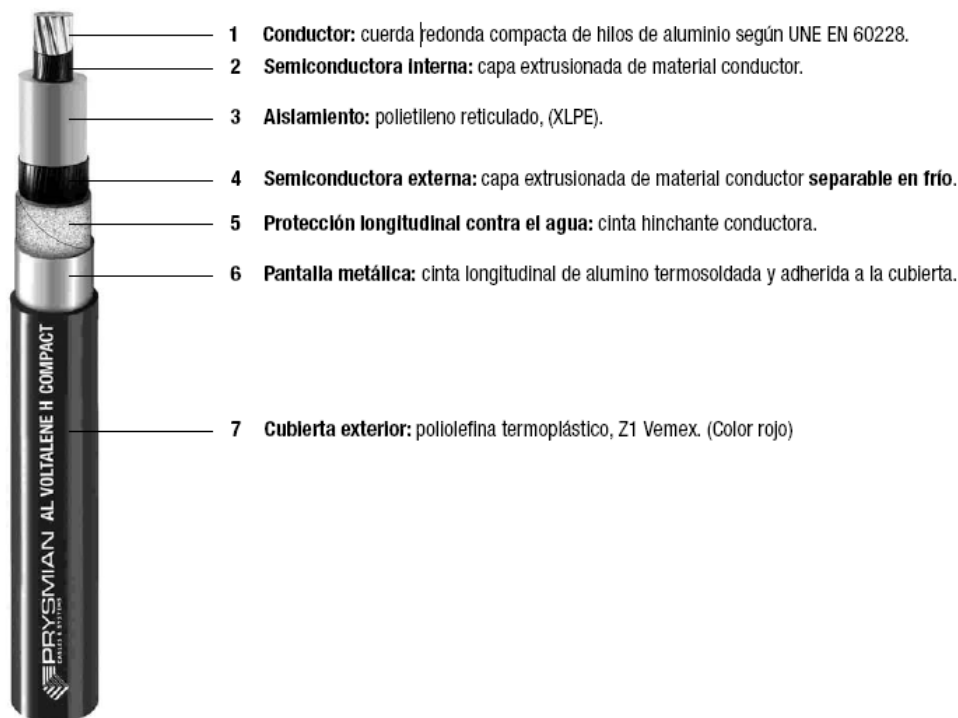 1 Conductor: cuerda redonda compacta de hilos de aluminio según UNE EN 60228.
2 Semiconductora interna: capa extrusionada de material conductor.
3 Aislamiento: polietileno reticulado, (XLPE).
4 Semiconductora externa: capa extrusionada de material conductor separable en frío.
5 Protección longitudinal contra el agua: cinta hinchante conductora.
6 Pantalla metálica: cinta longitudinal de alumino termosoldada y adherida a la cubierta.
7 Cubierta exterior: poliolefina termoplástico, Z1 Vemex. (Color rojo)
PRYSMIAN AL VOLTALENE H COMPACT
CABLES & SYSTEMS